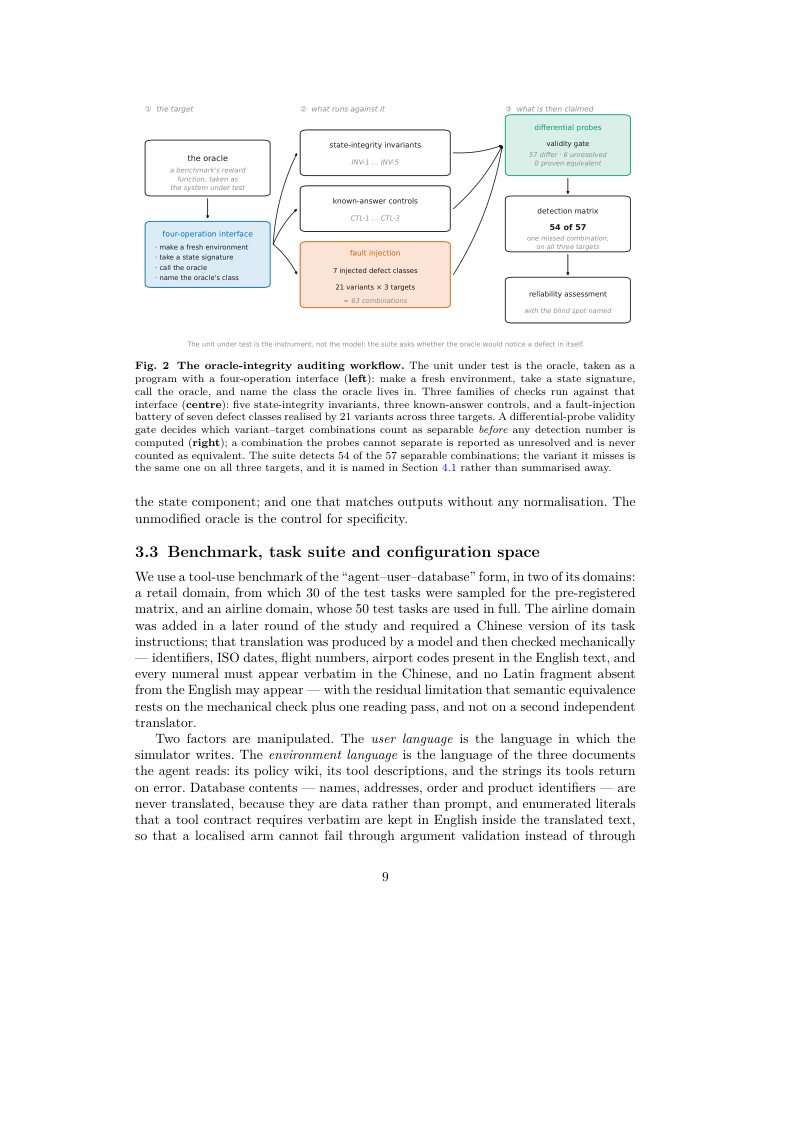 ① the target
② what runs against it
③ what is then claimed
the oracle
a benchmark's reward
function, taken as
the system under test
four-operation interface
· make a fresh environment
· take a state signature
· call the oracle
· name the oracle's class
state-integrity invariants
INV-1 … INV-5
known-answer controls
CTL-1 … CTL-3
fault injection
7 injected defect classes
21 variants × 3 targets
= 63 combinations
differential probes
validity gate
57 differ · 6 unresolved
0 proven equivalent
detection matrix
54 of 57
one missed combination,
on all three targets
reliability assessment
with the blind spot named
The unit under test is the instrument, not the model: the suite asks whether the oracle would notice a defect in itself.
Fig. 2 The oracle-integrity auditing workflow. The unit under test is the oracle, taken as a
program with a four-operation interface (left): make a fresh environment, take a state signature,
call the oracle, and name the class the oracle lives in. Three families of checks run against that
interface (centre): five state-integrity invariants, three known-answer controls, and a fault-injection
battery of seven defect classes realised by 21 variants across three targets. A differential-probe validity
gate decides which variant–target combinations count as separable before any detection number is
computed (right); a combination the probes cannot separate is reported as unresolved and is never
counted as equivalent. The suite detects 54 of the 57 separable combinations; the variant it misses is
the same one on all three targets, and it is named in Section 4.1 rather than summarised away.
the state component; and one that matches outputs without any normalisation. The
unmodified oracle is the control for specificity.
3.3 Benchmark, task suite and configuration space
We use a tool-use benchmark of the “agent–user–database” form, in two of its domains:
a retail domain, from which 30 of the test tasks were sampled for the pre-registered
matrix, and an airline domain, whose 50 test tasks are used in full. The airline domain
was added in a later round of the study and required a Chinese version of its task
instructions; that translation was produced by a model and then checked mechanically
— identifiers, ISO dates, flight numbers, airport codes present in the English text, and
every numeral must appear verbatim in the Chinese, and no Latin fragment absent
from the English may appear — with the residual limitation that semantic equivalence
rests on the mechanical check plus one reading pass, and not on a second independent
translator.
Two factors are manipulated. The user language is the language in which the
simulator writes. The environment language is the language of the three documents
the agent reads: its policy wiki, its tool descriptions, and the strings its tools return
on error. Database contents — names, addresses, order and product identifiers — are
never translated, because they are data rather than prompt, and enumerated literals
that a tool contract requires verbatim are kept in English inside the translated text,
so that a localised arm cannot fail through argument validation instead of through
9